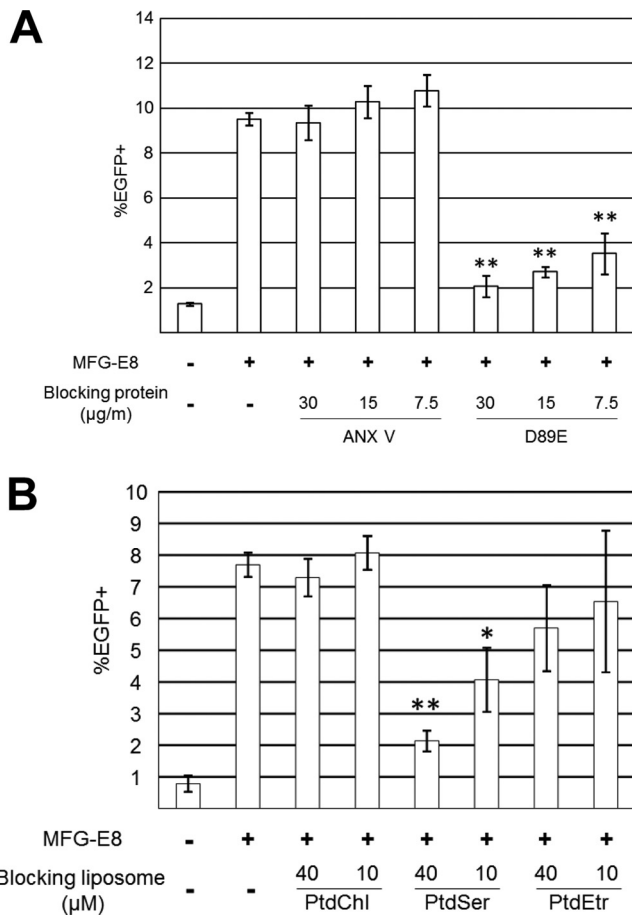 A
14
12
10
8
6
4
2
%EGFP+
** ** **
MFG-E8 - + + + + + + +
Blocking protein
(µg/m) - - 30 15 7.5 30 15 7.5
ANX V D89E
B
10
9
8
7
6
5
4
3
2
1
%EGFP+
** *
MFG-E8 - + + + + + + +
Blocking liposome
(µM) - - 40 10 40 10 40 10
PtdChl PtdSer PtdEtr